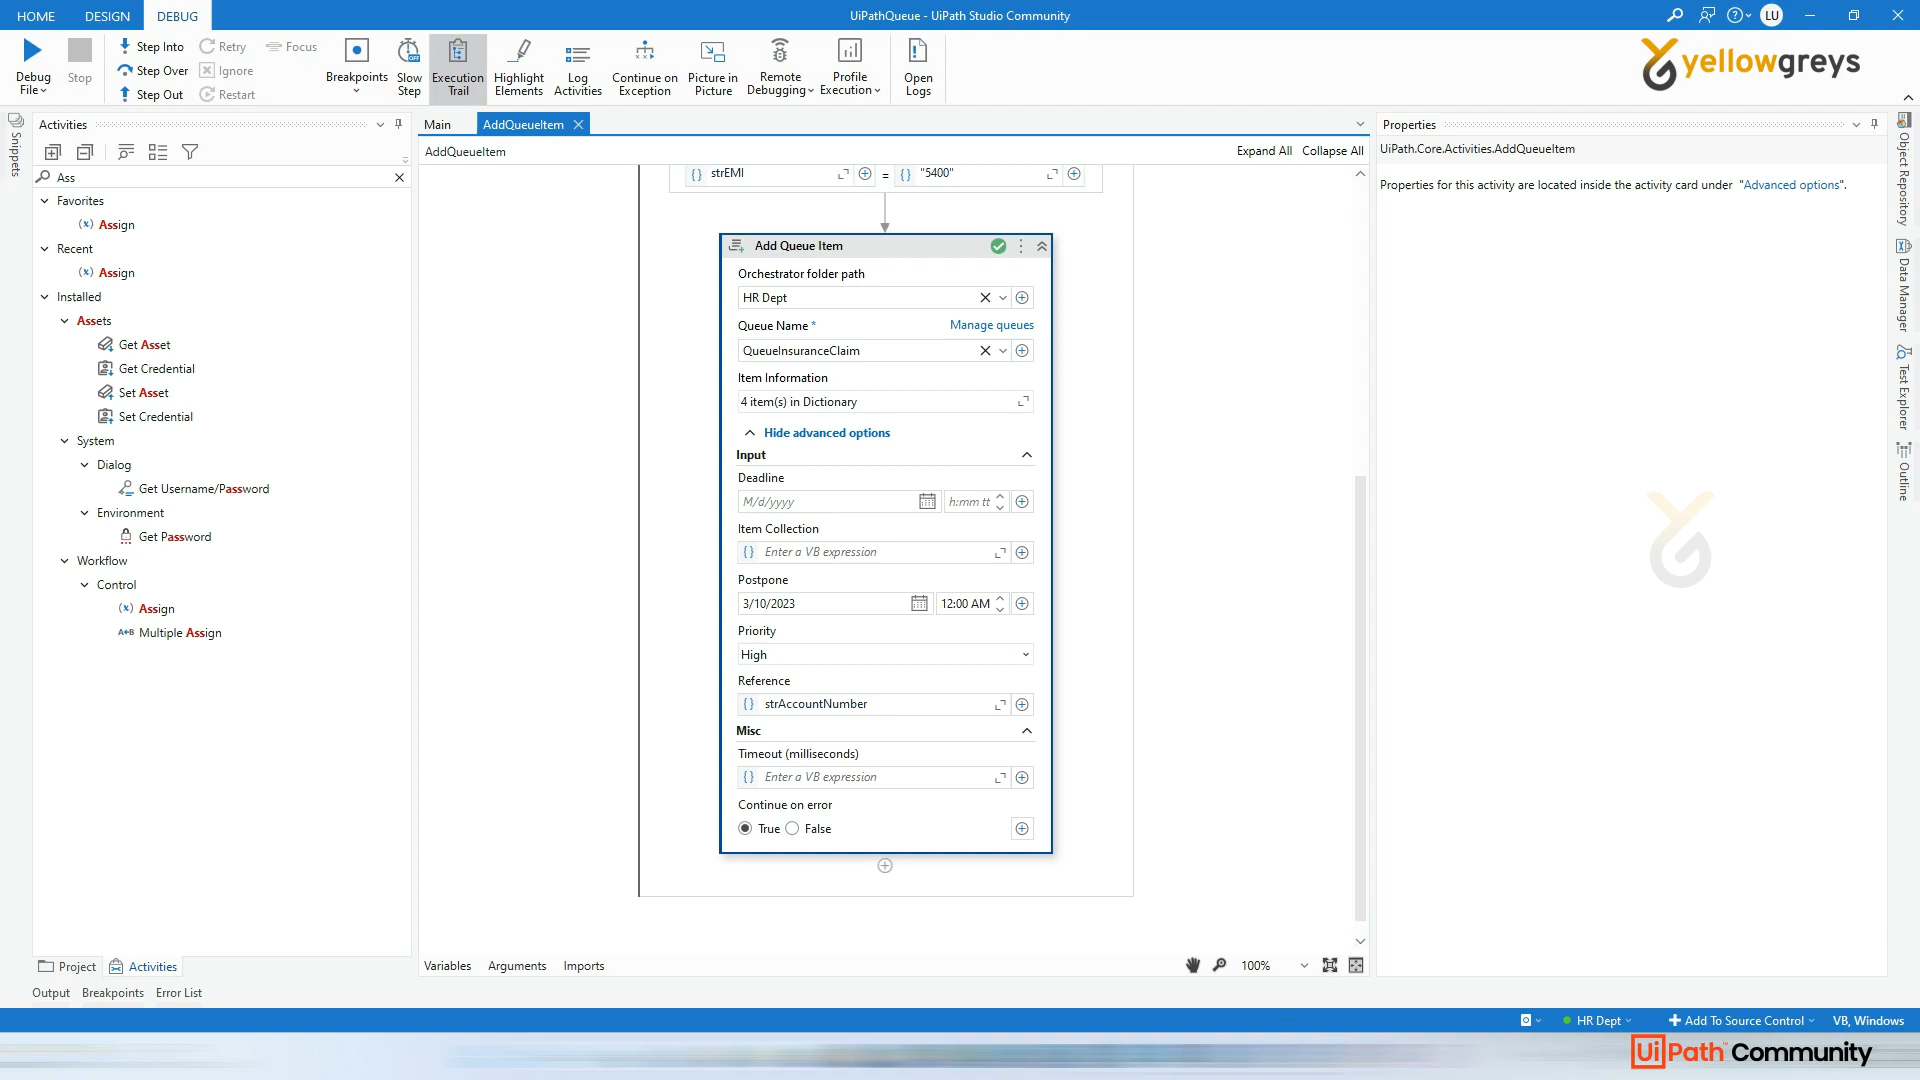 HOME DESIGN DEBUG UiPathQueue - UiPath Studio Community LU
Debug File Stop Step Into Step Over Step Out Retry Ignore Restart Focus Breakpoints Slow Step Execution Trail Highlight Elements Log Activities Continue on Exception Picture in Picture Remote Debugging Profile Execution Open Logs
OFF
yellowgreys
Snippets
Activities
Ass
Favorites
Assign
Recent
Assign
Installed
Assets
Get Asset
Get Credential
Set Asset
Set Credential
System
Dialog
Get Username/Password
Environment
Get Password
Workflow
Control
Assign
Multiple Assign
Project Activities
Output Breakpoints Error List
Main AddQueueItem
AddQueueItem Expand All Collapse All
strEMI = "5400"
Add Queue Item
Orchestrator folder path
HR Dept
Queue Name * Manage queues
QueueInsuranceClaim
Item Information
4 item(s) in Dictionary
Hide advanced options
Input
Deadline
M/d/yyyy h:mm tt
Item Collection
Enter a VB expression
Postpone
3/10/2023 12:00 AM
Priority
High
Reference
strAccountNumber
Misc
Timeout (milliseconds)
Enter a VB expression
Continue on error
True False
Variables Arguments Imports 100%
Properties
UiPath.Core.Activities.AddQueueItem
Properties for this activity are located inside the activity card under "Advanced options".
Object Repository
Data Manager
Test Explorer
Outline
HR Dept Add To Source Control VB, Windows
UiPath™ Community